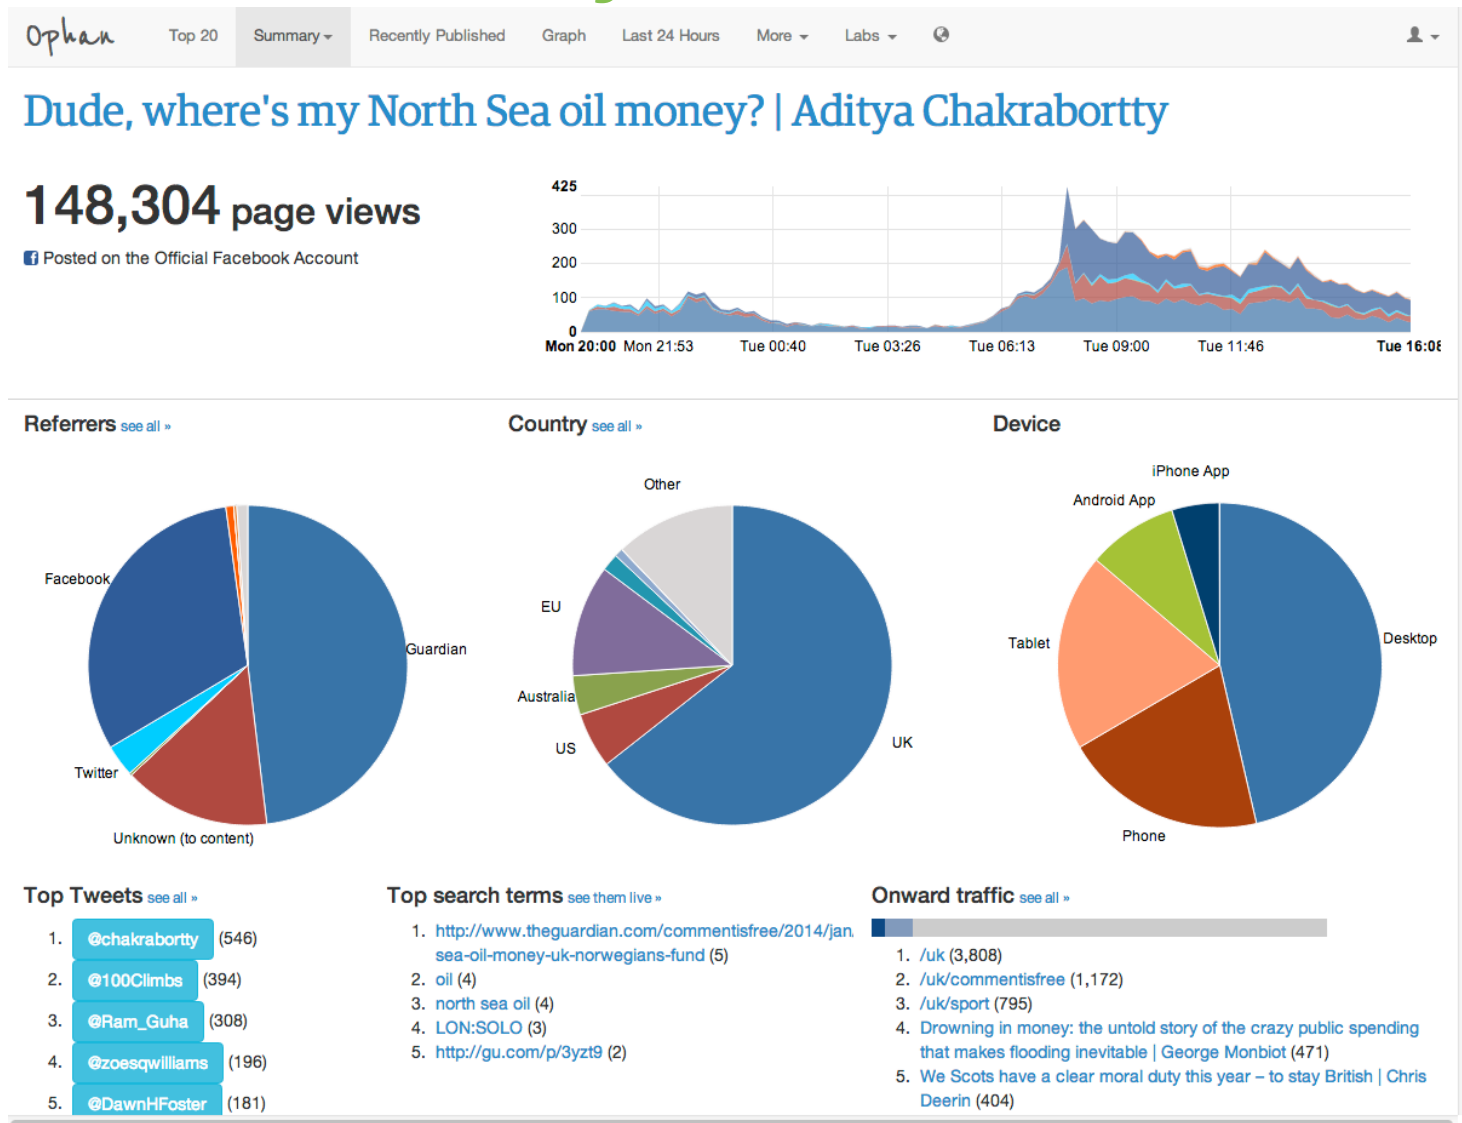 Ophan Top 20 Summary Recently Published Graph Last 24 Hours More Labs
Dude, where's my North Sea oil money? | Aditya Chakrabortty
148,304 page views
f Posted on the Official Facebook Account
425
300
200
100
0
Mon 20:00 Mon 21:53 Tue 00:40 Tue 03:26 Tue 06:13 Tue 09:00 Tue 11:46 Tue 16:08
Referrers see all »
Facebook
Guardian
Twitter
Unknown (to content)
Country see all »
Other
EU
Australia
US
UK
Device
iPhone App
Android App
Tablet
Desktop
Phone
Top Tweets see all »
1. @chakrabortty (546)
2. @100Climbs (394)
3. @Ram_Guha (308)
4. @zoesqwilliams (196)
5. @DawnHFoster (181)
Top search terms see them live »
1. http://www.theguardian.com/commentisfree/2014/jan
sea-oil-money-uk-norwegians-fund (5)
2. oil (4)
3. north sea oil (4)
4. LON:SOLO (3)
5. http://gu.com/p/3yzt9 (2)
Onward traffic see all »
1. /uk (3,808)
2. /uk/commentisfree (1,172)
3. /uk/sport (795)
4. Drowning in money: the untold story of the crazy public spending
that makes flooding inevitable | George Monbiot (471)
5. We Scots have a clear moral duty this year – to stay British | Chris
Deerin (404)